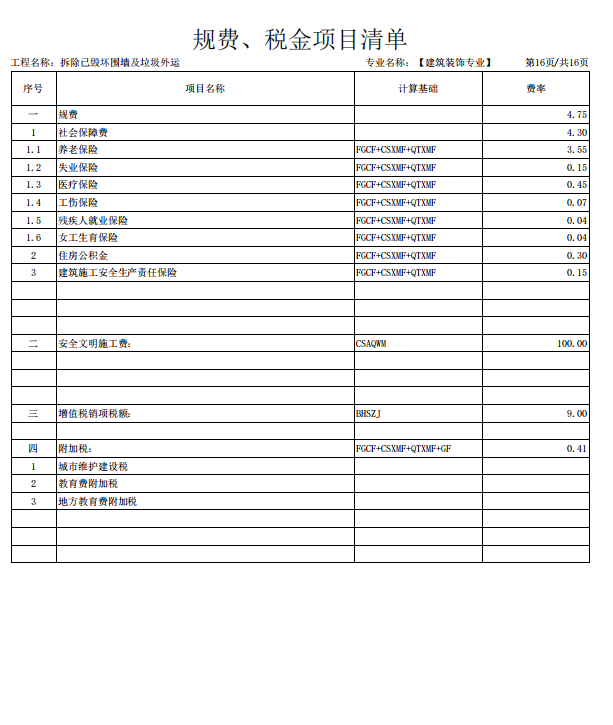 规费、税金项目清单
工程名称：拆除已毁坏围墙及垃圾外运 专业名称：【建筑装饰专业】 第16页/共16页
序号 项目名称 计算基础 费率
一 规费 4.75
1 社会保障费 4.30
1.1 养老保险 FGCF+CSXMF+QTXMF 3.55
1.2 失业保险 FGCF+CSXMF+QTXMF 0.15
1.3 医疗保险 FGCF+CSXMF+QTXMF 0.45
1.4 工伤保险 FGCF+CSXMF+QTXMF 0.07
1.5 残疾人就业保险 FGCF+CSXMF+QTXMF 0.04
1.6 女工生育保险 FGCF+CSXMF+QTXMF 0.04
2 住房公积金 FGCF+CSXMF+QTXMF 0.30
3 建筑施工安全生产责任保险 FGCF+CSXMF+QTXMF 0.15
二 安全文明施工费： CSAQWM 100.00
三 增值税销项税额： BHSZJ 9.00
四 附加税： FGCF+CSXMF+QTXMF+GF 0.41
1 城市维护建设税
2 教育费附加税
3 地方教育费附加税